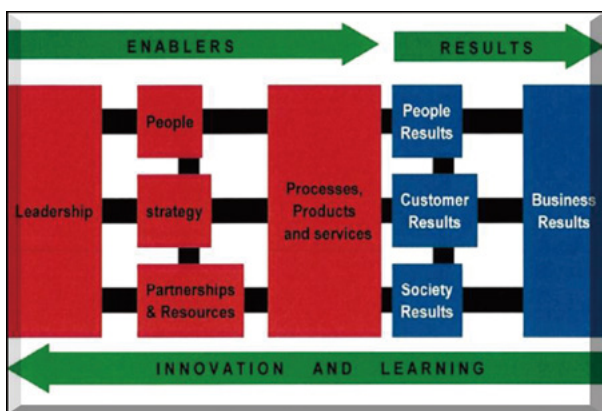 ENABLERS
RESULTS
Leadership
People
strategy
Partnerships
& Resources
Processes,
Products
and services
People
Results
Customer
Results
Society
Results
Business
Results
INNOVATION AND LEARNING